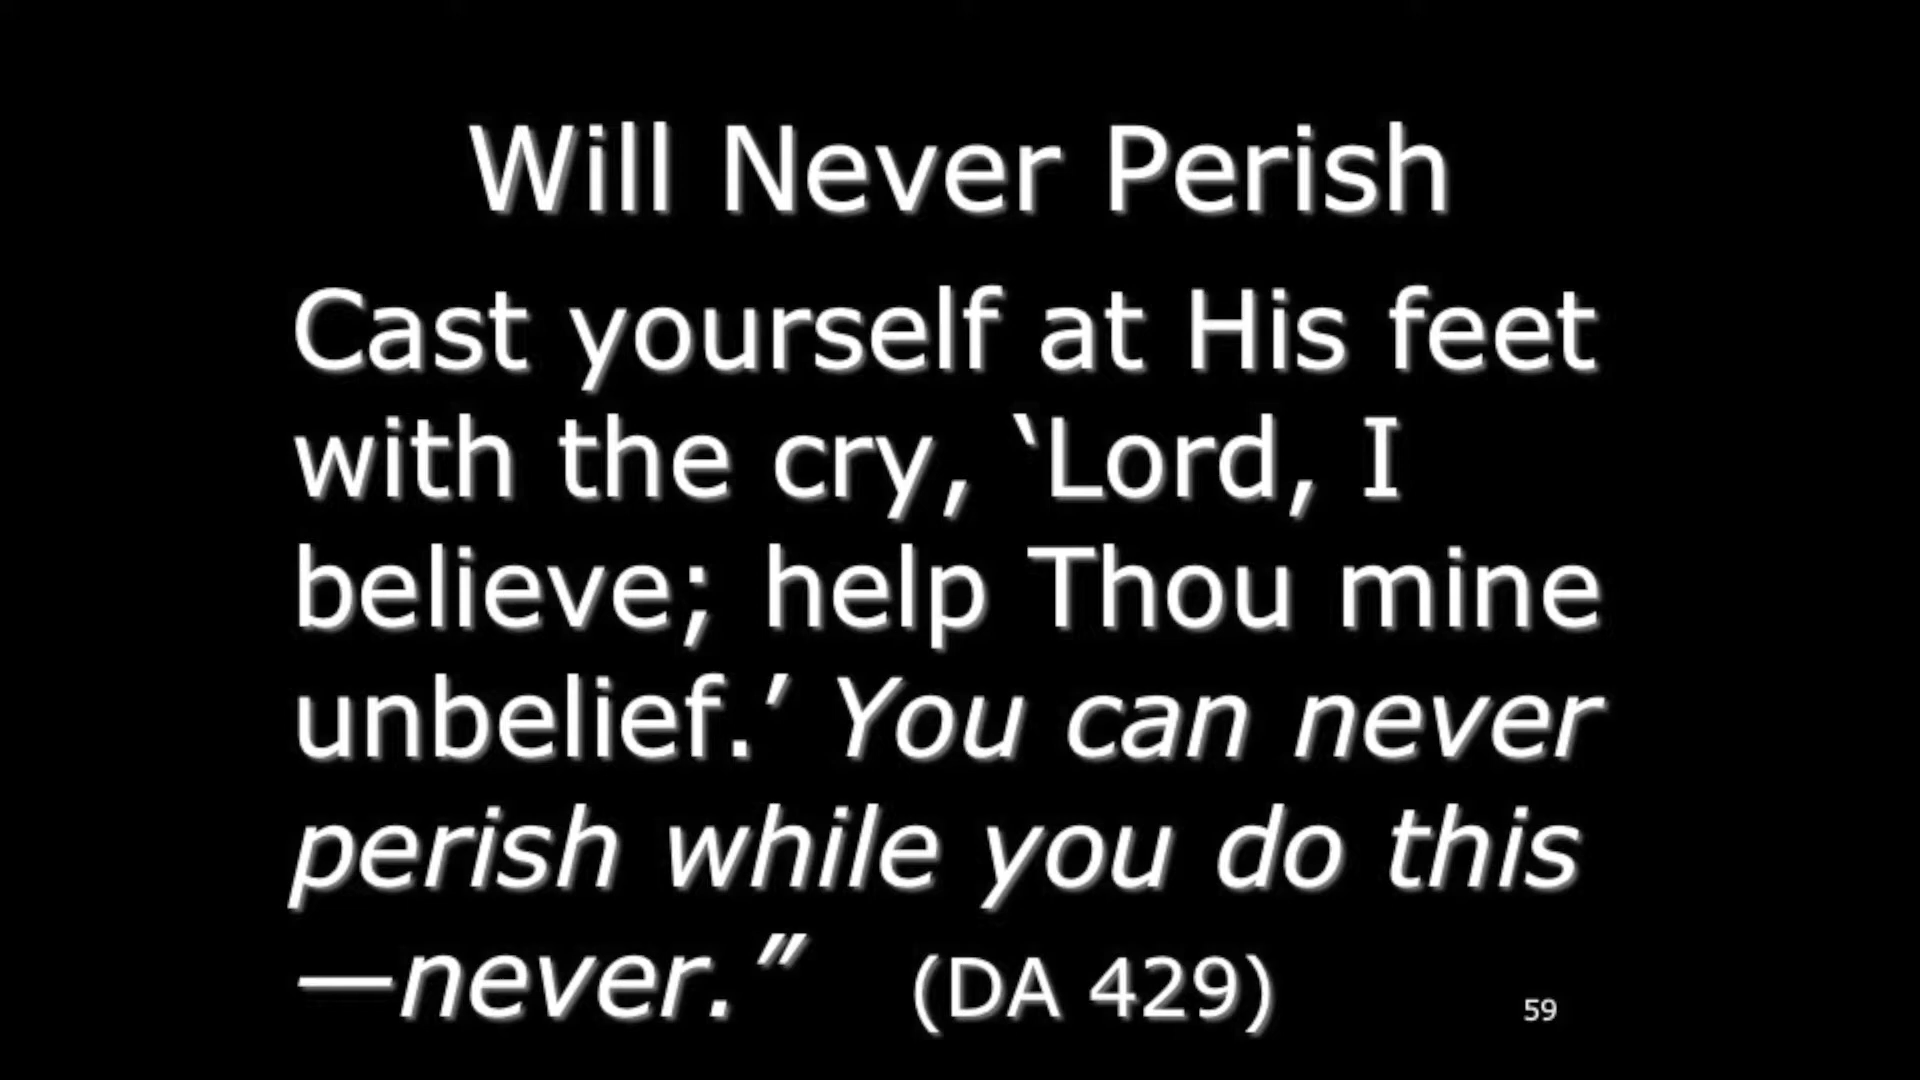 Will Never Perish
Cast yourself at His feet
with the cry, ‘Lord, I
believe; help Thou mine
unbelief.’ You can never
perish while you do this
—never.” (DA 429)
59